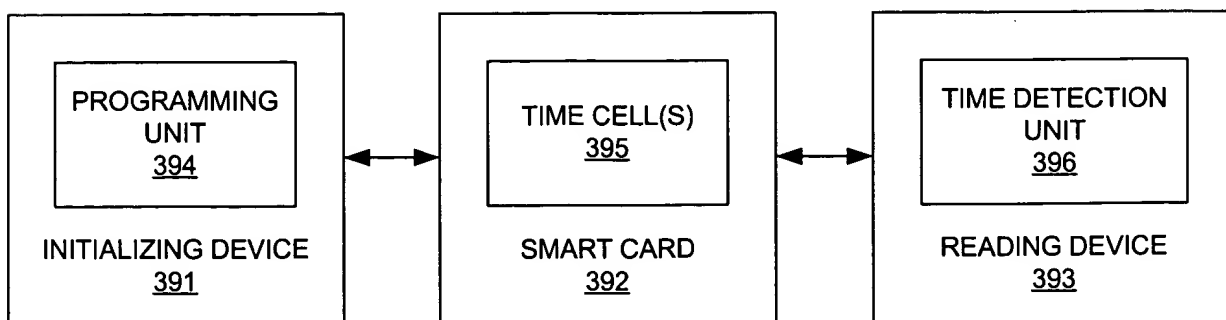 PROGRAMMING
UNIT
394
INITIALIZING DEVICE
391
TIME CELL(S)
395
SMART CARD
392
TIME DETECTION
UNIT
396
READING DEVICE
393